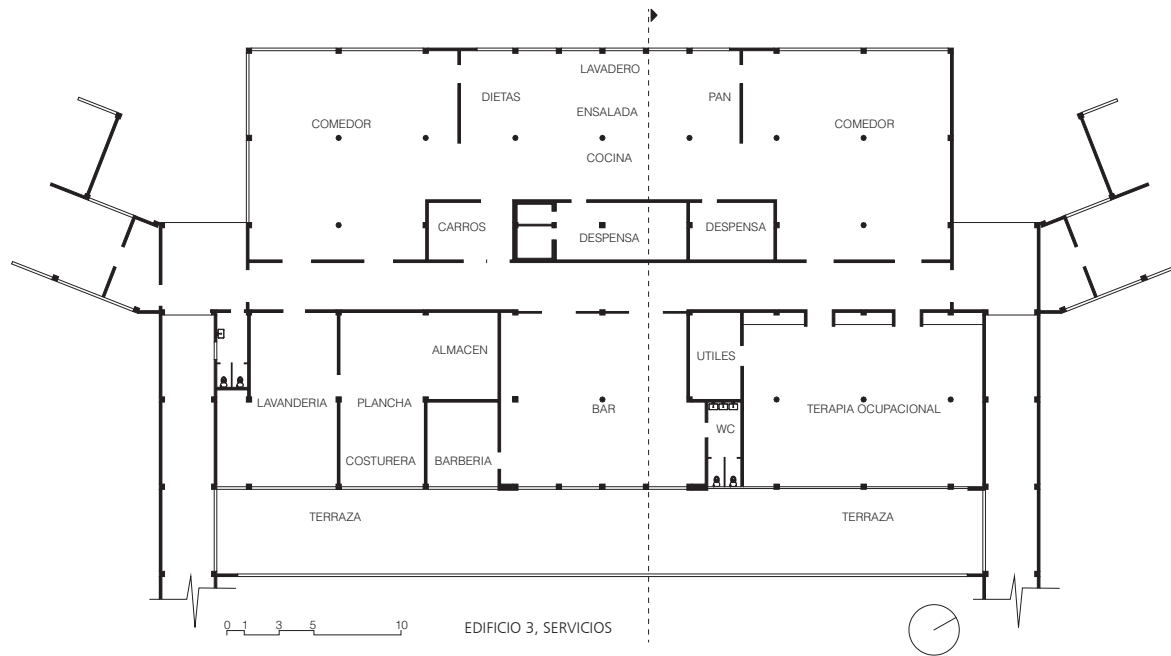 LAVADERO
DIETAS
PAN
ENSALADA
COMEDOR
COMEDOR
COCINA
CARROS
DESPENSA
DESPENSA
ALMACEN
UTILES
LAVANDERIA
PLANCHA
BAR
TERAPIA OCUPACIONAL
WC
COSTURERA
BARBERIA
TERRAZA
TERRAZA
0 1 3 5 10
EDIFICIO 3, SERVICIOS